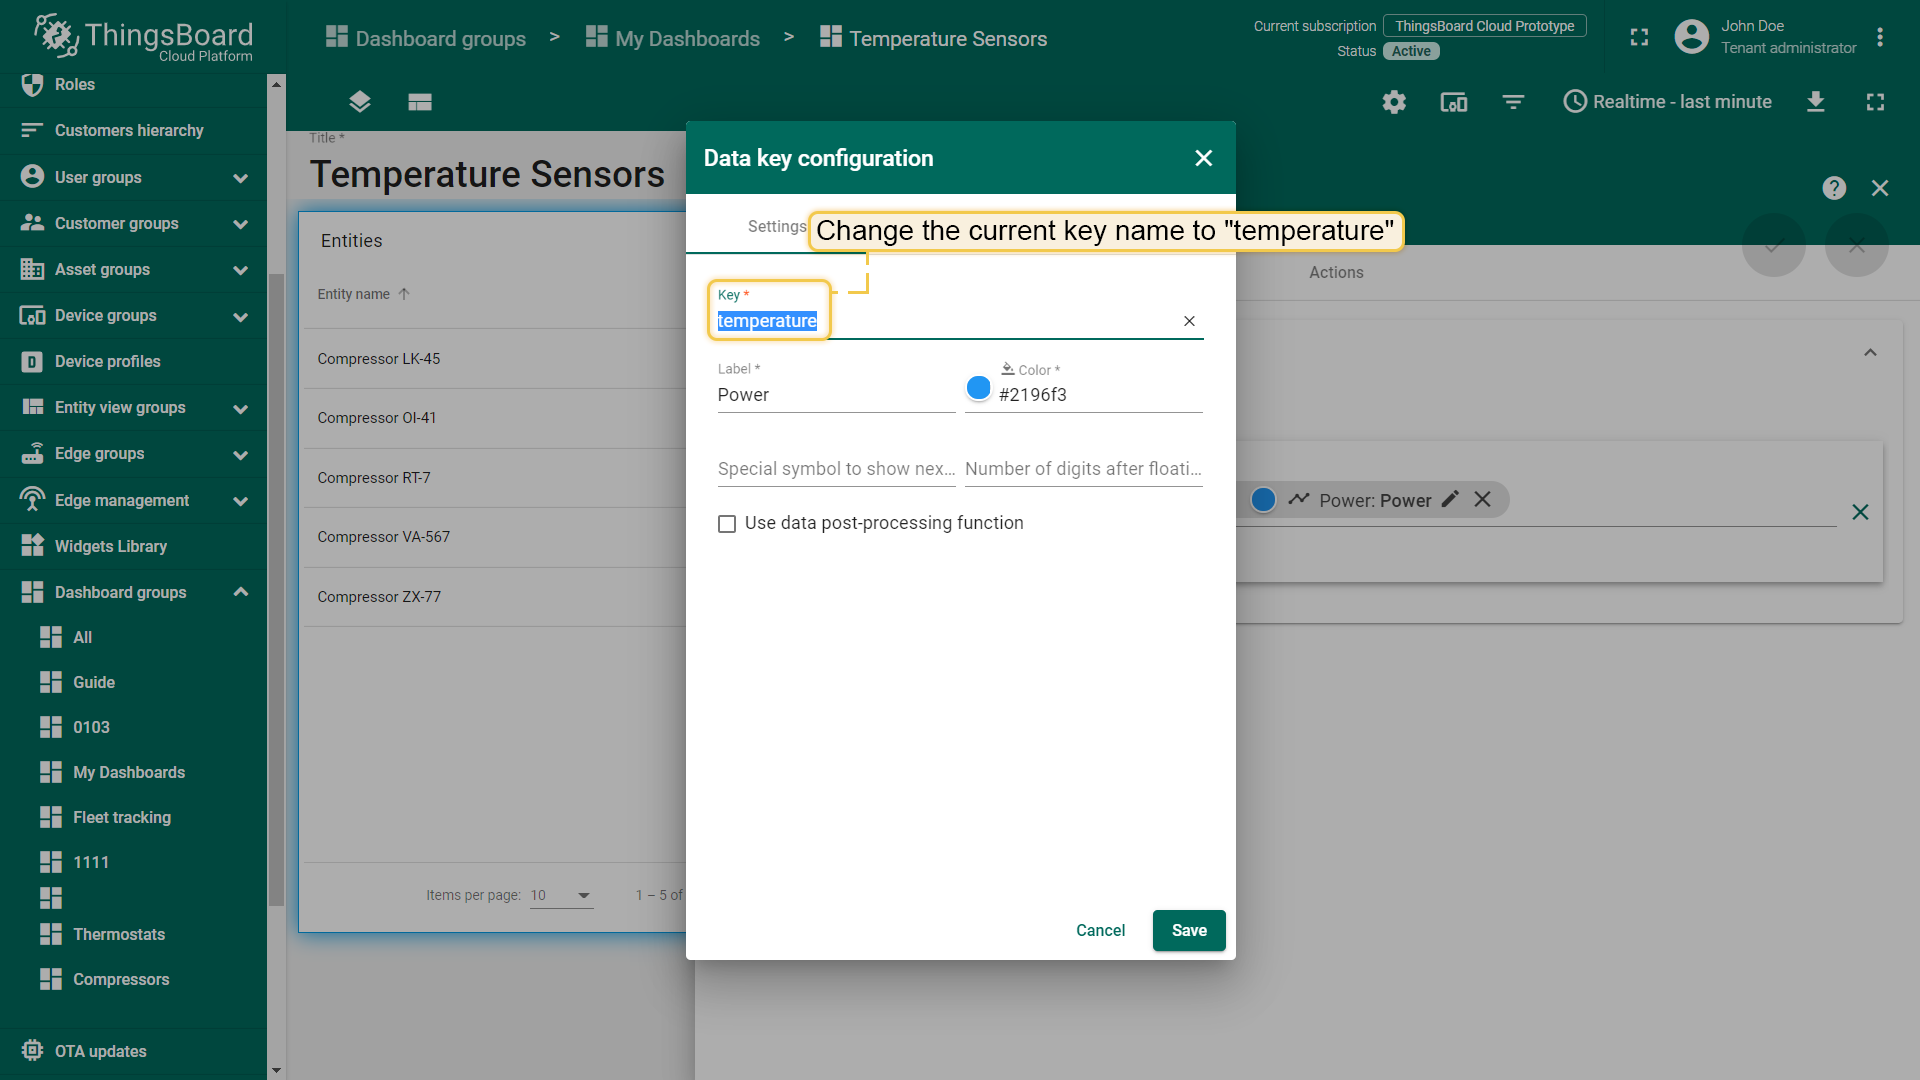 ThingsBoard
Cloud Platform
Dashboard groups > My Dashboards > Temperature Sensors
Current subscription ThingsBoard Cloud Prototype
Status Active
John Doe
Tenant administrator
Roles
Customers hierarchy
User groups
Customer groups
Asset groups
Device groups
Device profiles
Entity view groups
Edge groups
Edge management
Widgets Library
Dashboard groups
All
Guide
0103
My Dashboards
Fleet tracking
1111
Thermostats
Compressors
OTA updates
Realtime - last minute
Title *
Temperature Sensors
Entities
Entity name
Compressor LK-45
Compressor OI-41
Compressor RT-7
Compressor VA-567
Compressor ZX-77
Items per page: 10
1 – 5 of
Data key configuration
Settings
Change the current key name to "temperature"
Key *
temperature
Label *
Power
Color *
#2196f3
Special symbol to show nex...
Number of digits after floati...
Use data post-processing function
Cancel
Save
Actions
Power: Power